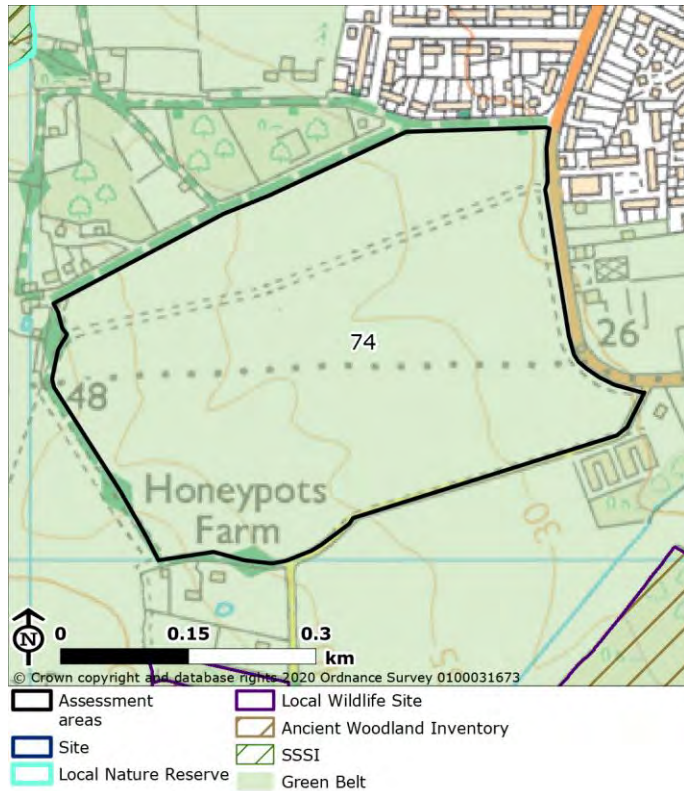 74
26
48
Honeypots
Farm
30
N
0 0.15 0.3
km
© Crown copyright and database rights 2020 Ordnance Survey 0100031673
Assessment
areas
Site
Local Nature Reserve
Local Wildlife Site
Ancient Woodland Inventory
SSSI
Green Belt